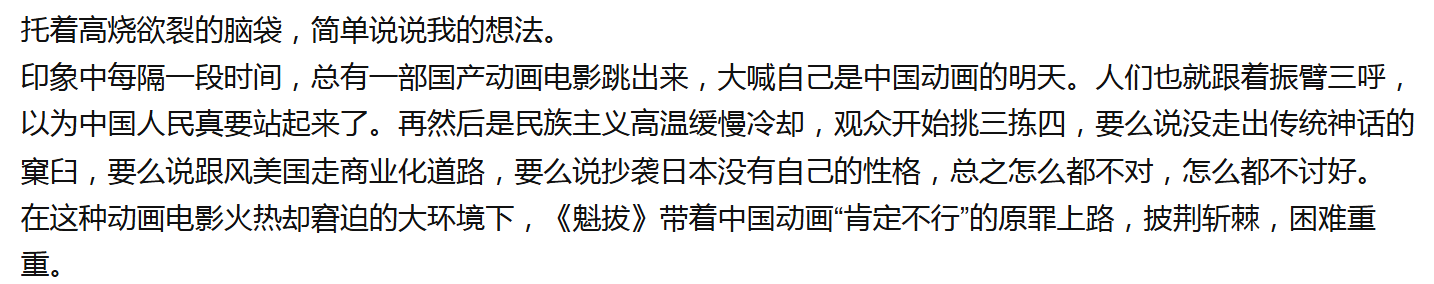 托着高烧欲裂的脑袋，简单说说我的想法。
印象中每隔一段时间，总有一部国产动画电影跳出来，大喊自己是中国动画的明天。人们也就跟着振臂三呼，
以为中国人民真要站起来了。再然后是民族主义高温缓慢冷却，观众开始挑三拣四，要么说没走出传统神话的
窠臼，要么说跟风美国走商业化道路，要么说抄袭日本没有自己的性格，总之怎么都不对，怎么都不讨好。
在这种动画电影火热却窘迫的大环境下，《魁拔》带着中国动画“肯定不行”的原罪上路，披荆斩棘，困难重
重。